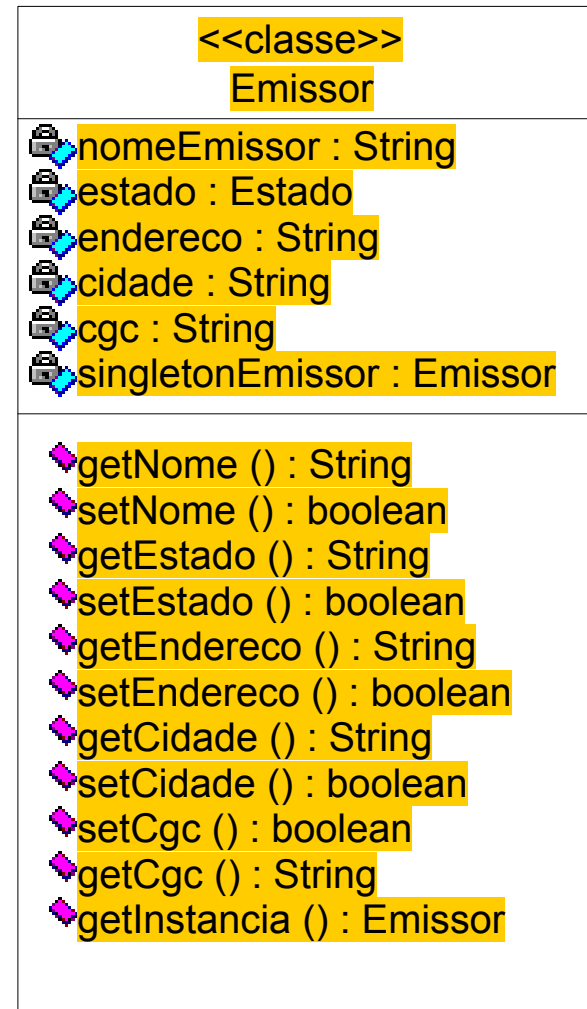 <<classe>>
Emissor
nomeEmissor : String
estado : Estado
endereco : String
cidade : String
cgc : String
singletonEmissor : Emissor
getNome () : String
setNome () : boolean
getEstado () : String
setEstado () : boolean
getEndereco () : String
setEndereco () : boolean
getCidade () : String
setCidade () : boolean
setCgc () : boolean
getCgc () : String
getInstancia () : Emissor